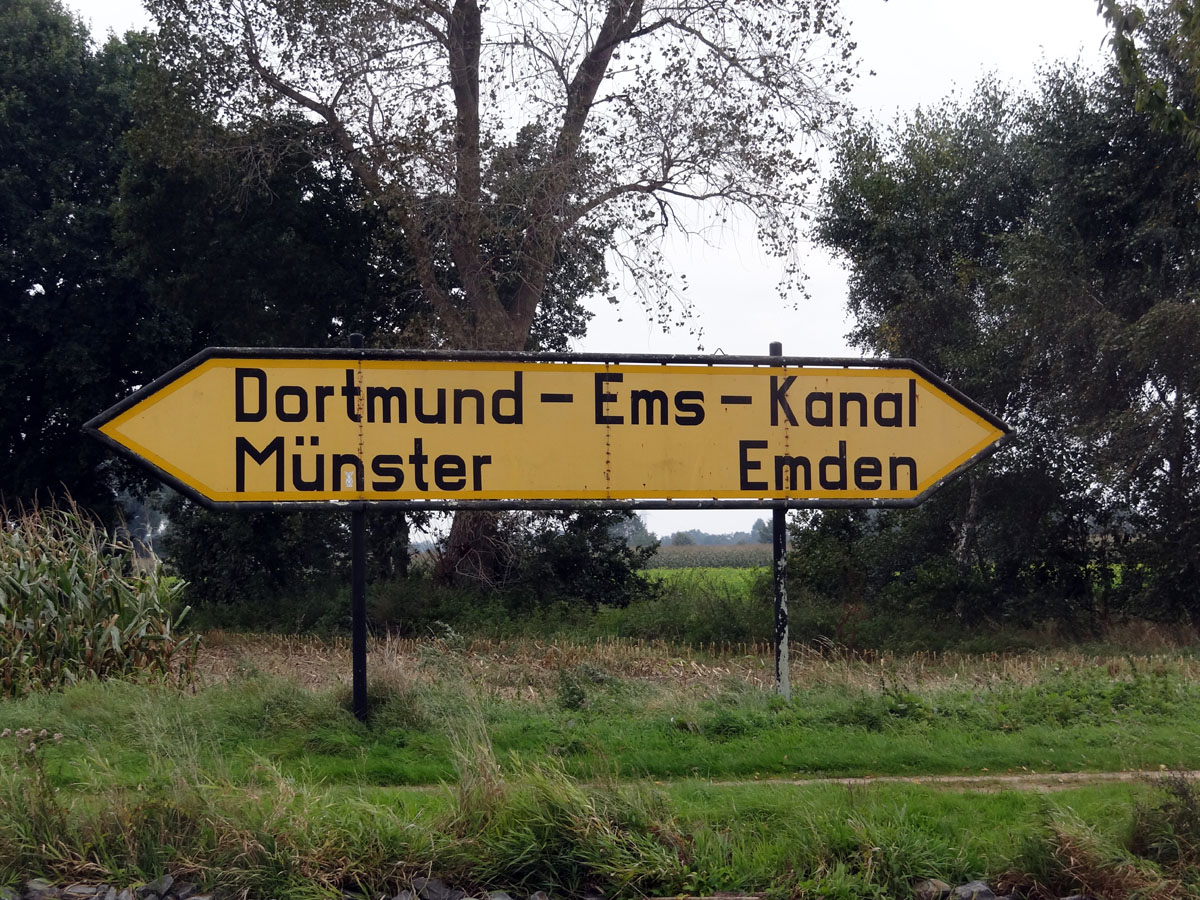 Dortmund - Ems - Kanal
Münster Emden